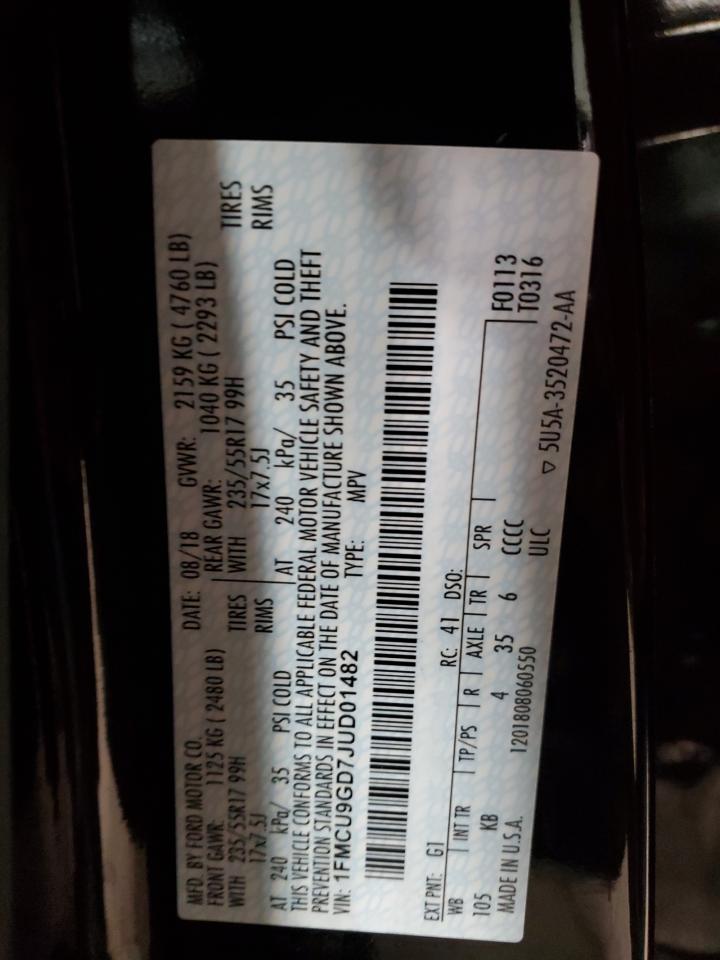 MFD. BY FORD MOTOR CO. DATE: 08/18 GVWR: 2159 KG ( 4760 LB)
FRONT GAWR: 1125 KG ( 2480 LB) REAR GAWR: 1040 KG ( 2293 LB)
WITH 235/55R17 99H TIRES WITH 235/55R17 99H TIRES
17x7.5J RIMS 17x7.5J RIMS
AT 240 kPa/ 35 PSI COLD AT 240 kPa/ 35 PSI COLD
THIS VEHICLE CONFORMS TO ALL APPLICABLE FEDERAL MOTOR VEHICLE SAFETY AND THEFT
PREVENTION STANDARDS IN EFFECT ON THE DATE OF MANUFACTURE SHOWN ABOVE.
VIN: 1FMCU9GD7JUD01482 TYPE: MPV
EXT PNT: G1 RC: 41 DSO:
WB INT TR TP/PS R AXLE TR SPR F0113
105 KB 4 35 6 CCCC T0316
MADE IN U.S.A. 1201808060550 ULC
▽ 5U5A-3520472-AA